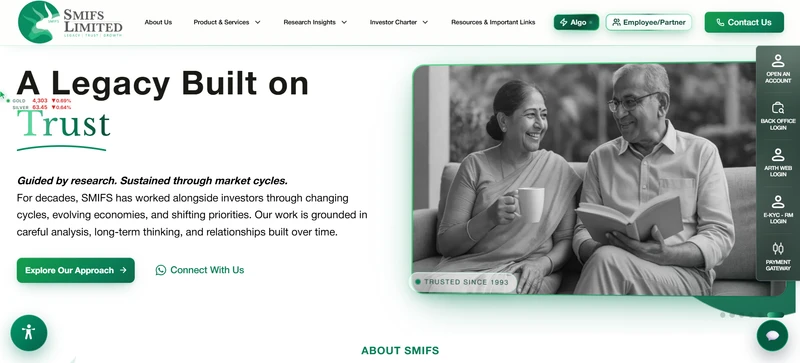 SMIFS
LIMITED
LEGACY · TRUST · GROWTH
About Us
Product & Services
Research Insights
Investor Charter
Resources & Important Links
Algo
Employee/Partner
Contact Us
A Legacy Built on
GOLD 4,303 ▼0.69%
SILVER 63.45 ▼0.64%
Trust
Guided by research. Sustained through market cycles.
For decades, SMIFS has worked alongside investors through changing
cycles, evolving economies, and shifting priorities. Our work is grounded in
careful analysis, long-term thinking, and relationships built over time.
Explore Our Approach →
Connect With Us
TRUSTED SINCE 1993
OPEN AN
ACCOUNT
BACK OFFICE
LOGIN
ARTH WEB
LOGIN
E-KYC - RM
LOGIN
PAYMENT
GATEWAY
ABOUT SMIFS